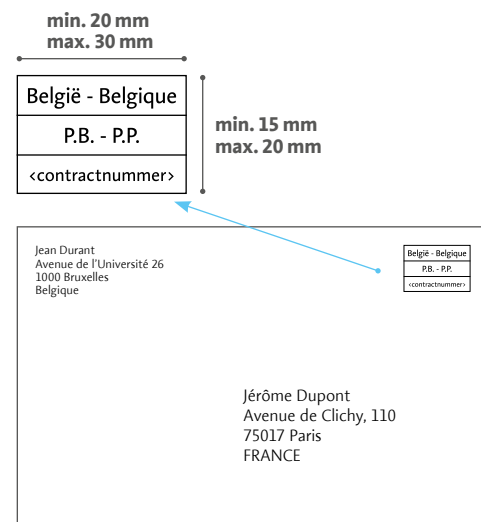 min. 20 mm
max. 30 mm
België - Belgique
P.B. - P.P.
<contractnummer>
min. 15 mm
max. 20 mm
Jean Durant
Avenue de l'Université 26
1000 Bruxelles
Belgique
België - Belgique
P.B. - P.P.
<contractnummer>
Jérôme Dupont
Avenue de Clichy, 110
75017 Paris
FRANCE